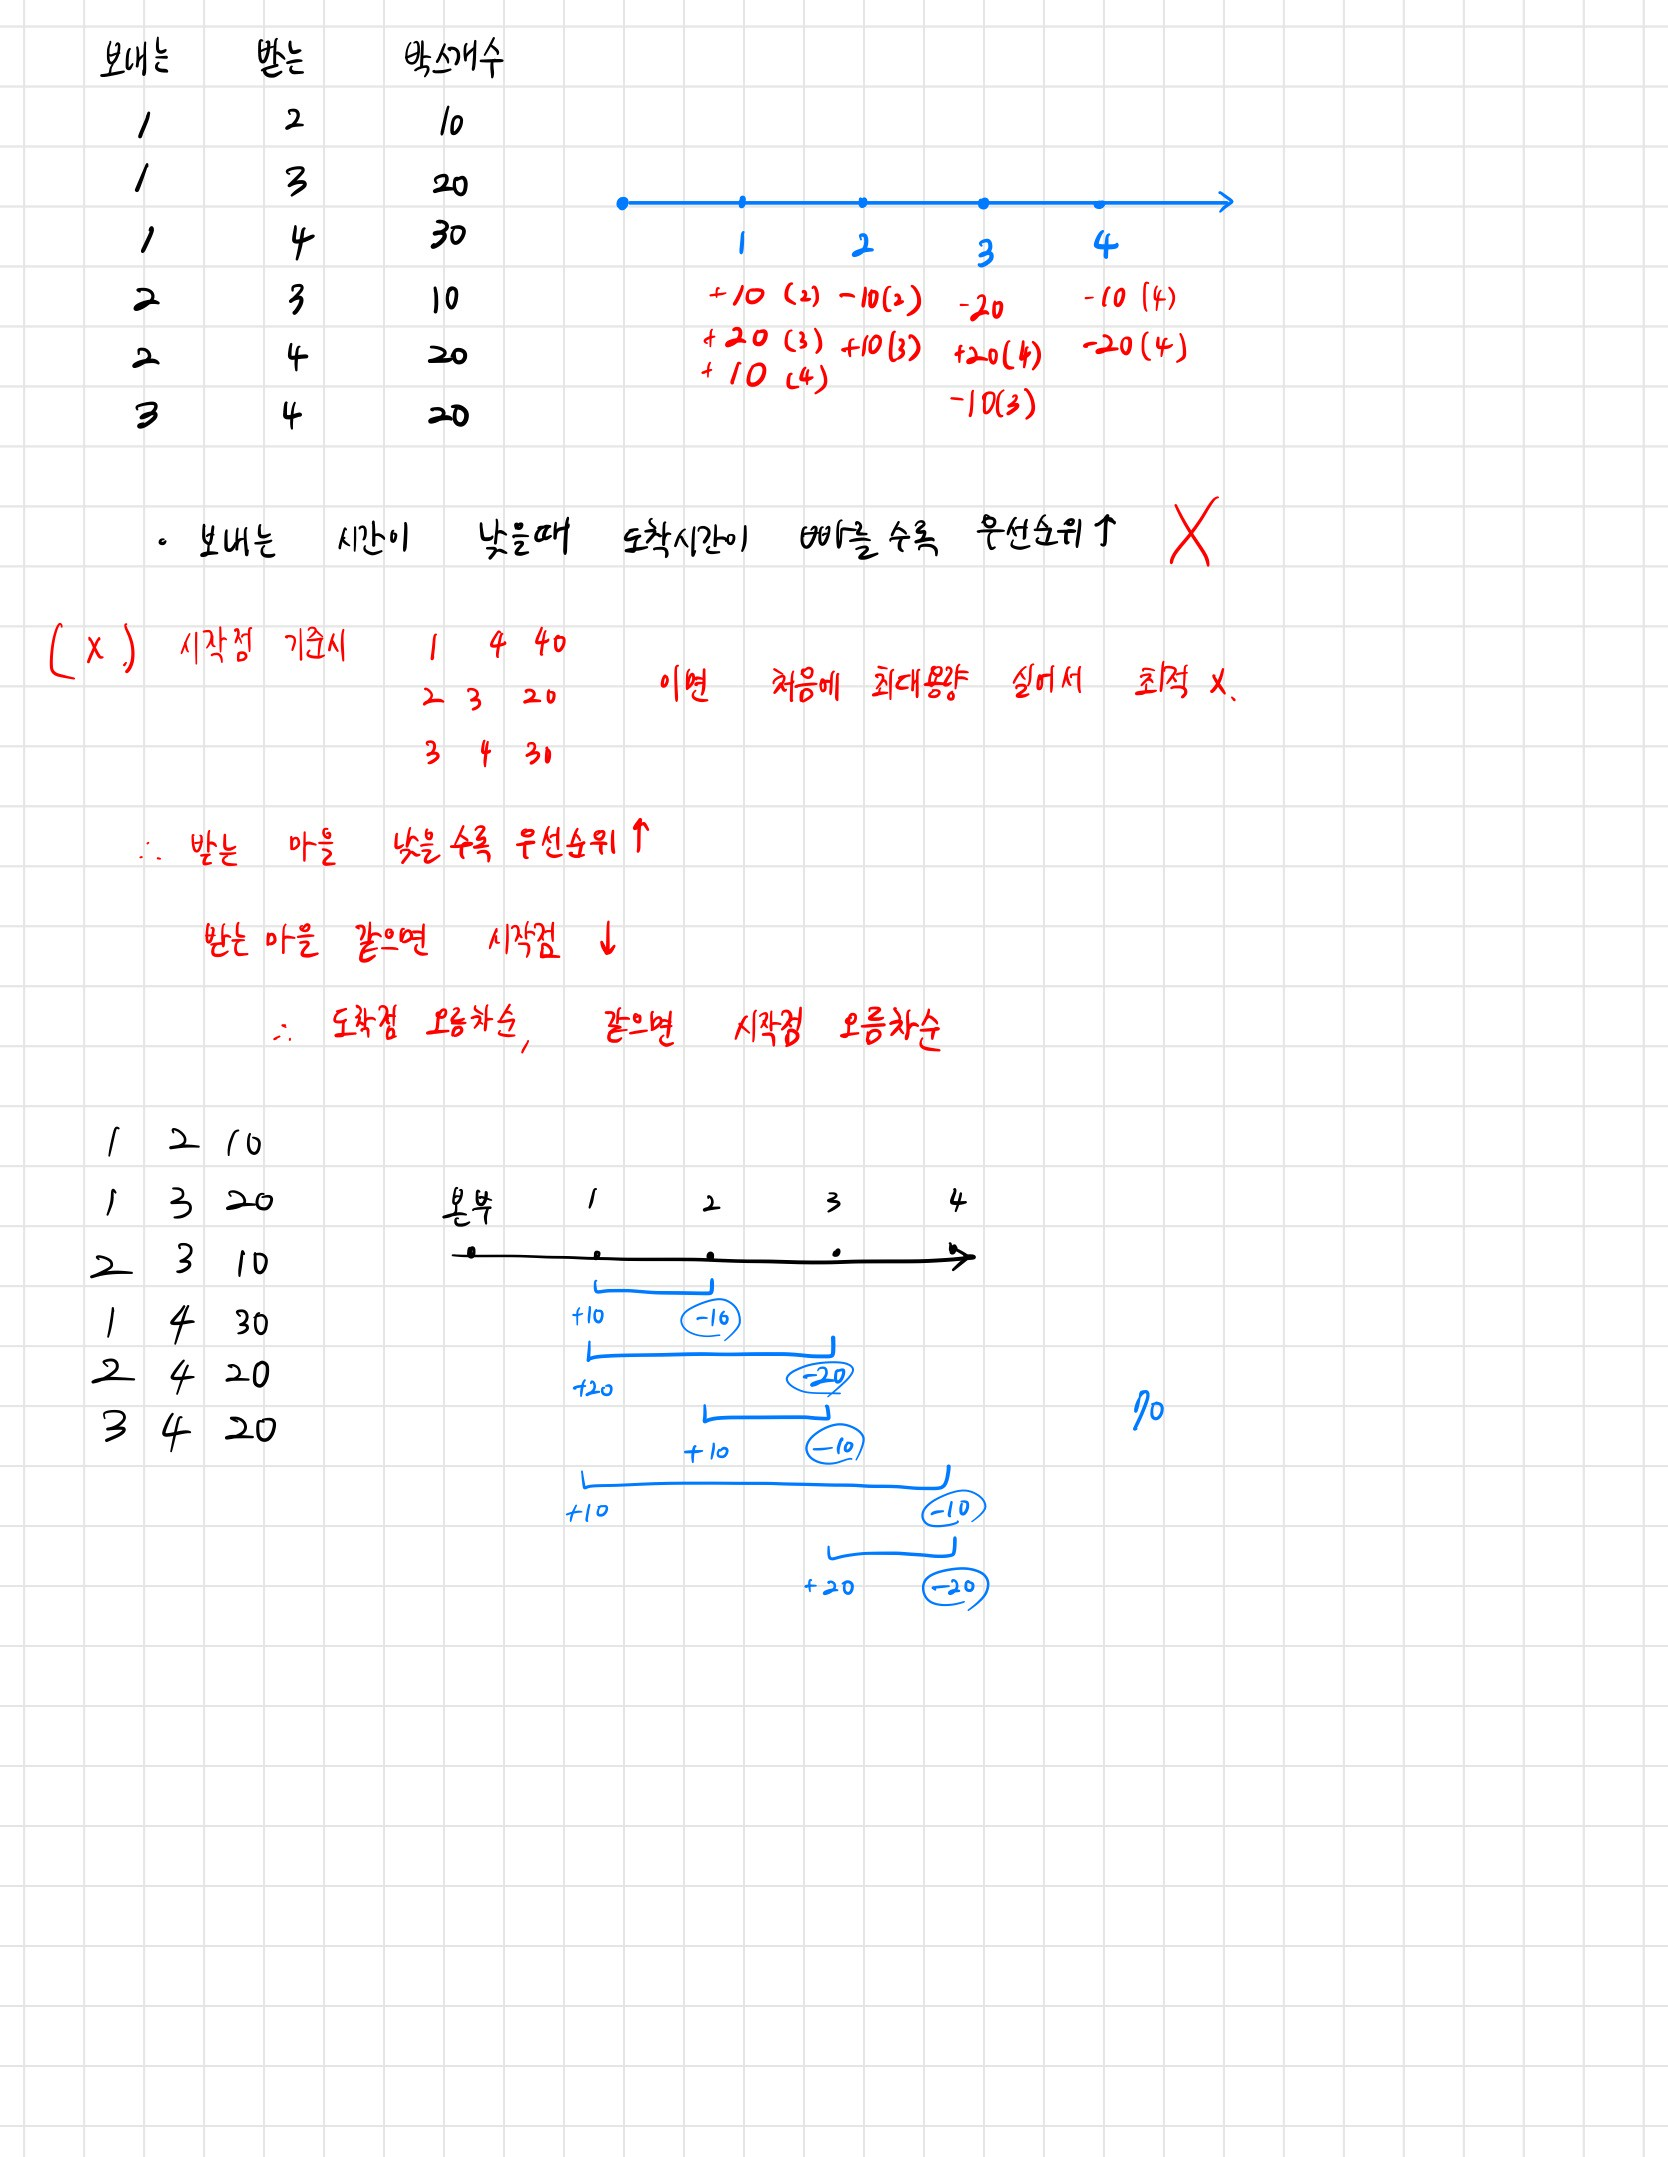 보내는 받는 박스개수
1 2 10
1 3 20
1 4 30
2 3 10
2 4 20
3 4 20
1 2 3 4
+10 (2) -10(2) -20 -10 (4)
+20 (3) +10(3) +20(4) -20(4)
+10 (4) -10(3)
• 보내는 시간이 낮을때 도착시간이 빠를 수록 우선순위↑ X
(X) 시작점 기준시 1 4 40
2 3 20 이면 처음에 최대용량 실어서 최적 X.
3 4 30
∴ 받는 마을 낮을수록 우선순위↑
받는마을 같으면 시작점 ↓
∴ 도착점 오름차순, 같으면 시작점 오름차순
1 2 10
1 3 20
2 3 10
1 4 30
2 4 20
3 4 20
본부 1 2 3 4
+10 -10
+20 -20
+10 -10
+10 -10
+20 -20
70